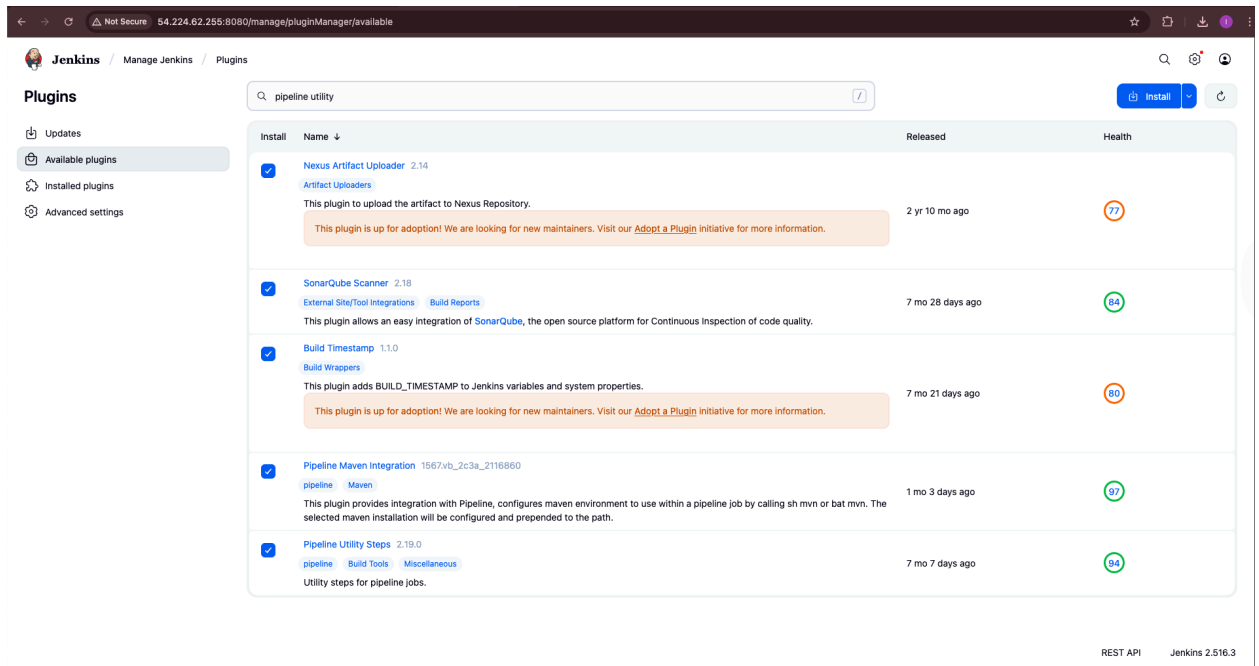 Not Secure 54.224.62.255:8080/manage/pluginManager/available
Jenkins / Manage Jenkins / Plugins
Plugins
pipeline utility /
Install
Updates
Available plugins
Installed plugins
Advanced settings
Install Name ↓ Released Health
Nexus Artifact Uploader 2.14
Artifact Uploaders
This plugin to upload the artifact to Nexus Repository.
This plugin is up for adoption! We are looking for new maintainers. Visit our Adopt a Plugin initiative for more information.
2 yr 10 mo ago
77
SonarQube Scanner 2.18
External Site/Tool Integrations Build Reports
This plugin allows an easy integration of SonarQube, the open source platform for Continuous Inspection of code quality.
7 mo 28 days ago
84
Build Timestamp 1.1.0
Build Wrappers
This plugin adds BUILD_TIMESTAMP to Jenkins variables and system properties.
This plugin is up for adoption! We are looking for new maintainers. Visit our Adopt a Plugin initiative for more information.
7 mo 21 days ago
80
Pipeline Maven Integration 1567.vb_2c3a_2116860
pipeline Maven
This plugin provides integration with Pipeline, configures maven environment to use within a pipeline job by calling sh mvn or bat mvn. The
selected maven installation will be configured and prepended to the path.
1 mo 3 days ago
97
Pipeline Utility Steps 2.19.0
pipeline Build Tools Miscellaneous
Utility steps for pipeline jobs.
7 mo 7 days ago
94
REST API Jenkins 2.516.3